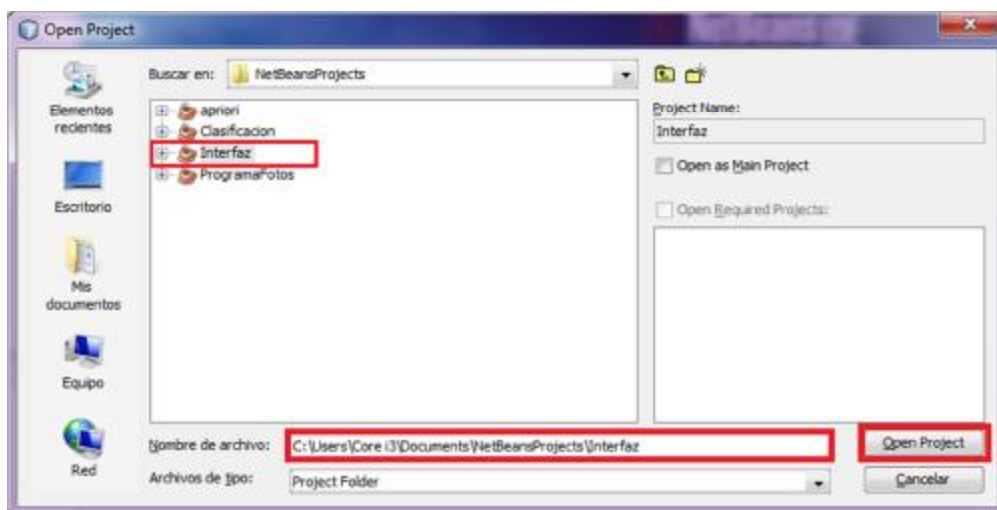 Open Project
Buscar en:
NetBeansProjects
Elementos recientes
Escritorio
Mis documentos
Equipo
Red
apriori
Clasificacion
Interfaz
ProgramaFotos
Project Name:
Interfaz
Open as Main Project
Open Required Projects:
Nombre de archivo:
C:\Users\Core i3\Documents\NetBeansProjects\Interfaz
Open Project
Archivos de tipo:
Project Folder
Cancelar